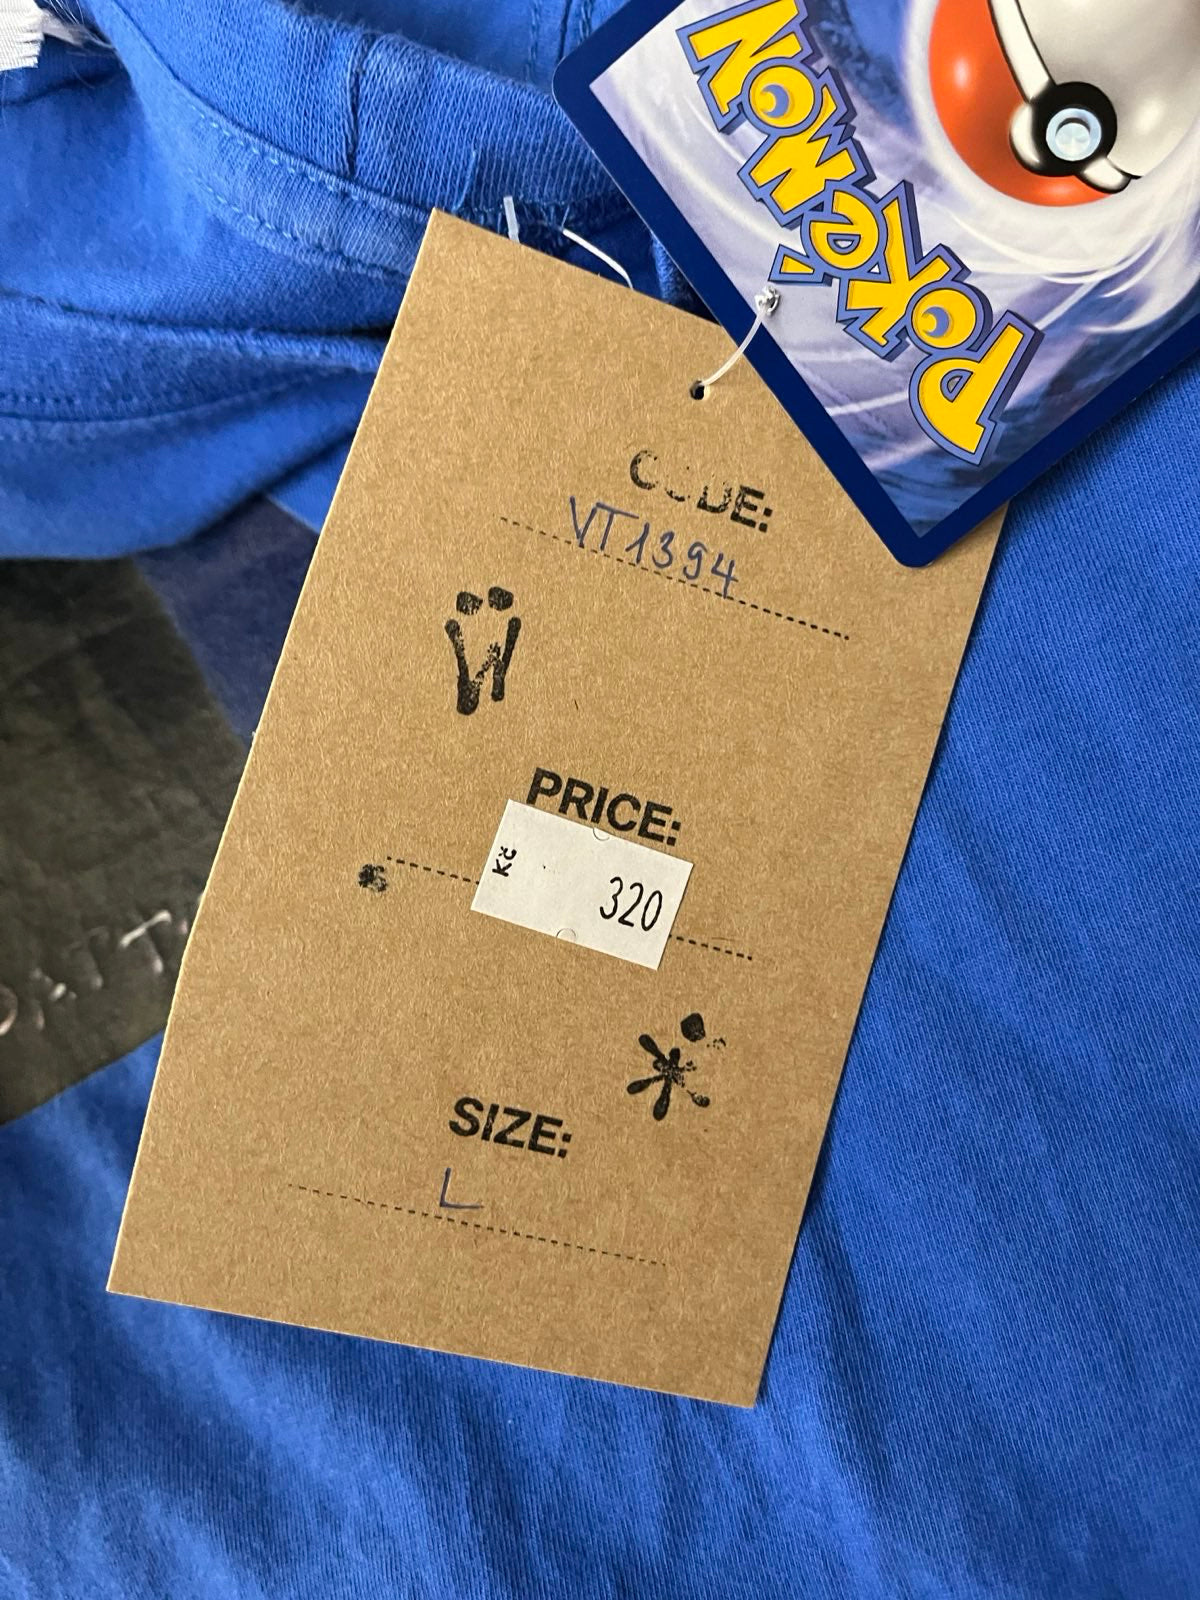 Pokémon
CODE:
VT1394
PRICE:
Kč
320
SIZE:
L